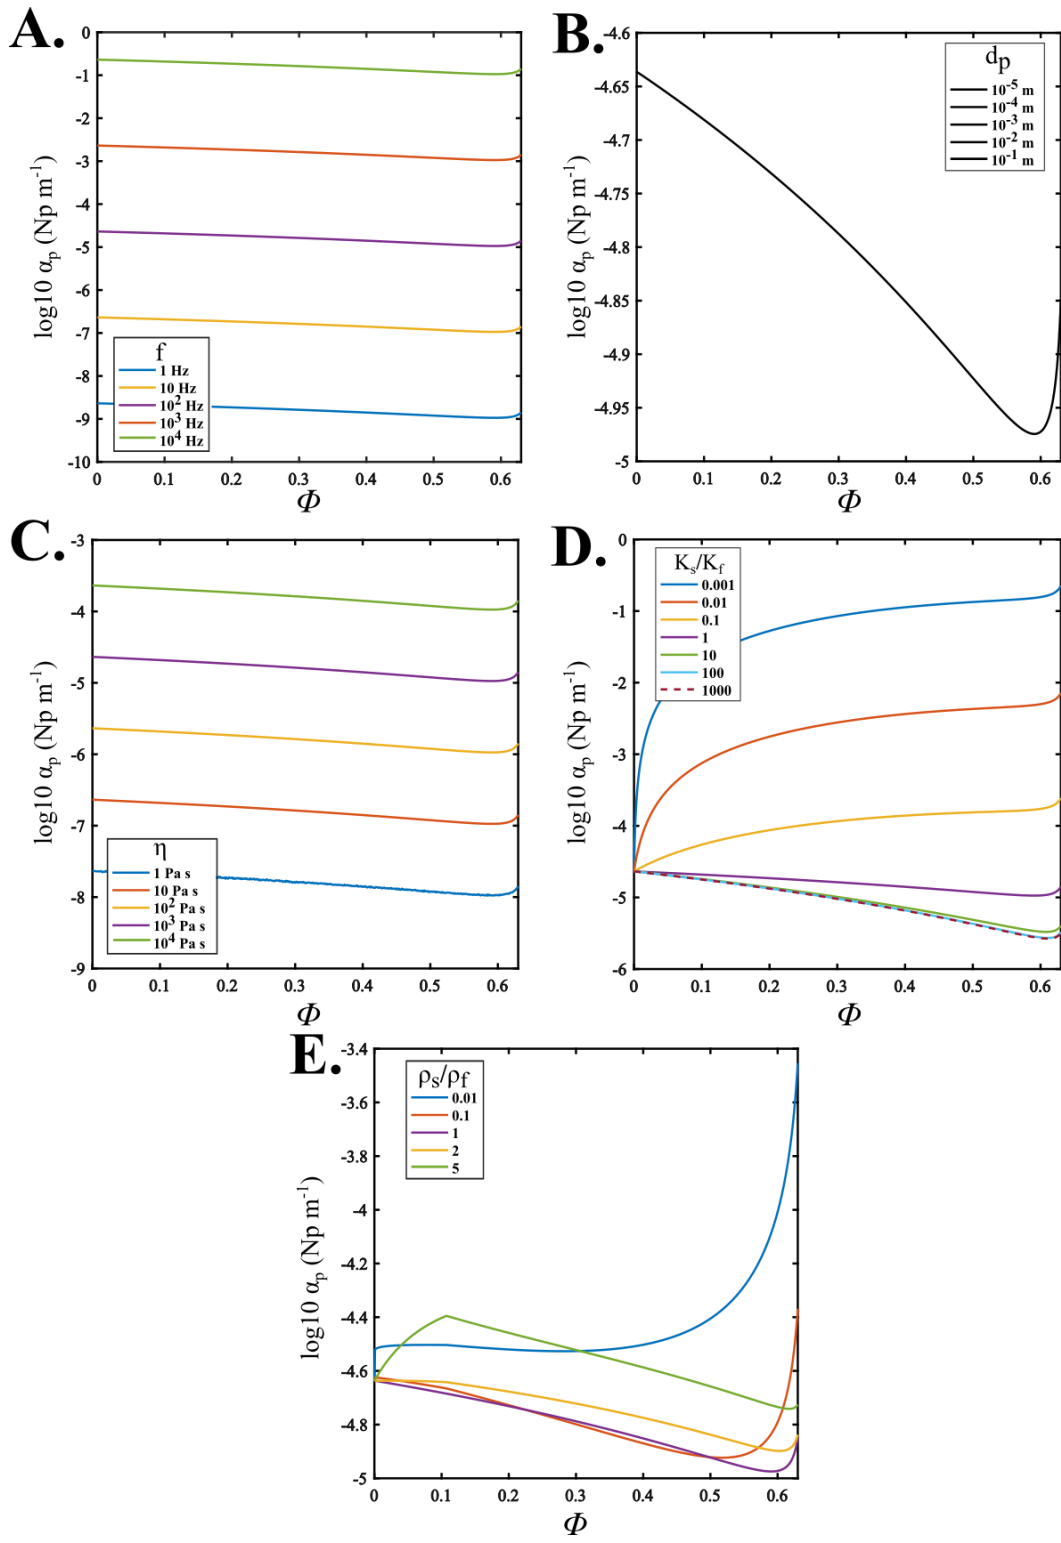 A.
0
-1
-2
-3
-4
-5
-6
-7
-8
-9
-10
log10 αp (Np m-1)
f
1 Hz
10 Hz
10² Hz
10³ Hz
10⁴ Hz
0 0.1 0.2 0.3 0.4 0.5 0.6
Φ
B.
-4.6
-4.65
-4.7
-4.75
-4.8
-4.85
-4.9
-4.95
-5
log10 αp (Np m-1)
dp
10-5 m
10-4 m
10-3 m
10-2 m
10-1 m
0 0.1 0.2 0.3 0.4 0.5 0.6
Φ
C.
-3
-4
-5
-6
-7
-8
-9
log10 αp (Np m-1)
η
1 Pa s
10 Pa s
10² Pa s
10³ Pa s
10⁴ Pa s
0 0.1 0.2 0.3 0.4 0.5 0.6
Φ
D.
0
-1
-2
-3
-4
-5
-6
log10 αp (Np m-1)
Ks/Kf
0.001
0.01
0.1
1
10
100
1000
0 0.1 0.2 0.3 0.4 0.5 0.6
Φ
E.
-3.4
-3.6
-3.8
-4
-4.2
-4.4
-4.6
-4.8
-5
log10 αp (Np m-1)
ρs/ρf
0.01
0.1
1
2
5
0 0.1 0.2 0.3 0.4 0.5 0.6
Φ